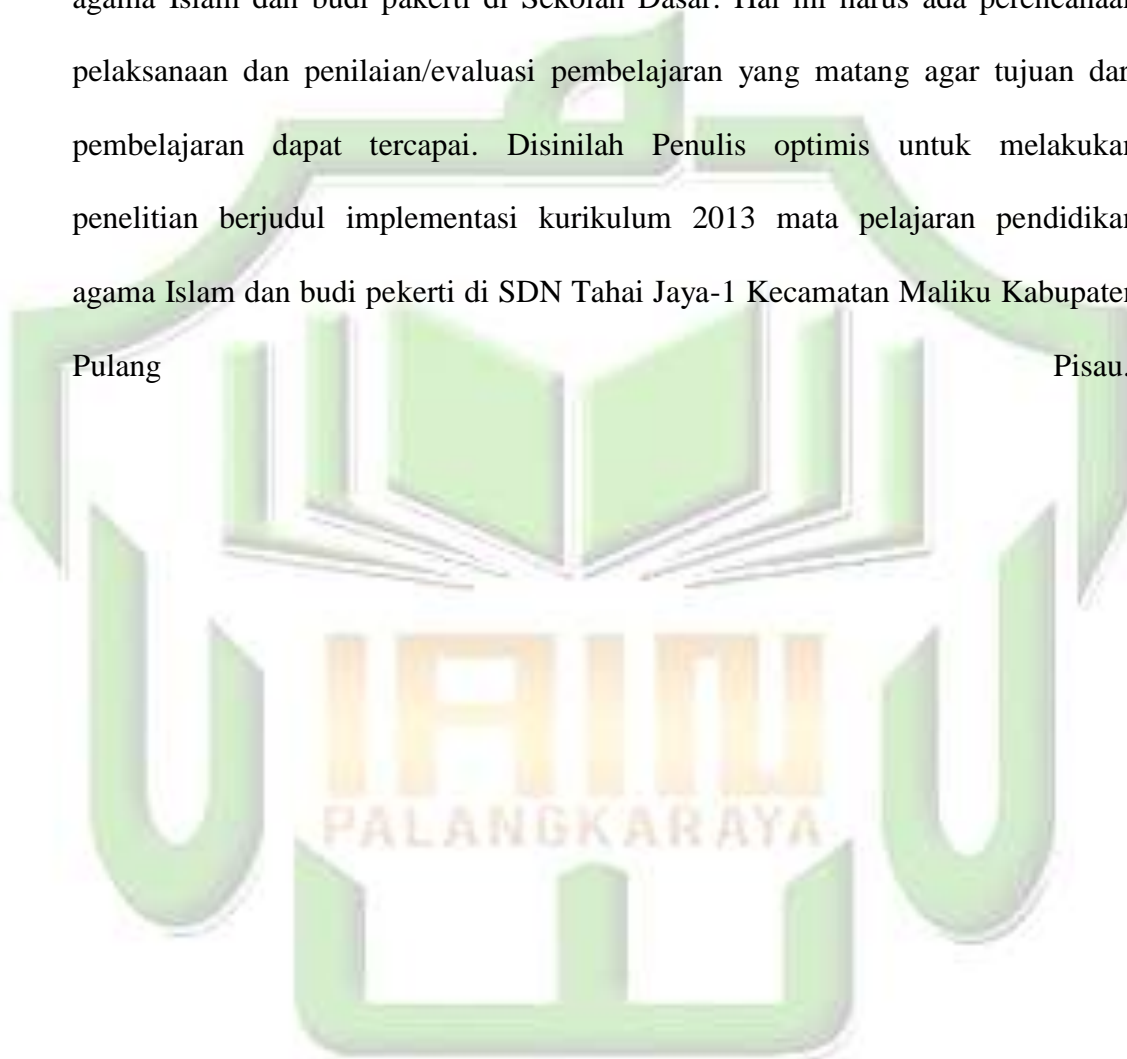 agama Islam dan budi pakerti di Sekolah Dasar. Hal ini harus ada perencanaan
pelaksanaan dan penilaian/evaluasi pembelajaran yang matang agar tujuan dar
pembelajaran dapat tercapai. Disinilah Penulis optimis untuk melakukan
penelitian berjudul implementasi kurikulum 2013 mata pelajaran pendidikan
agama Islam dan budi pekerti di SDN Tahai Jaya-1 Kecamatan Maliku Kabupaten
Pulang Pisau.
IAIN
PALANGKARAYA